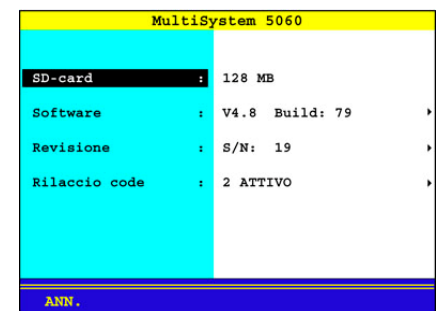 MultiSystem 5060
SD-card : 128 MB
Software : V4.8 Build: 79
Revisione : S/N: 19
Rilaccio code : 2 ATTIVO
ANN.